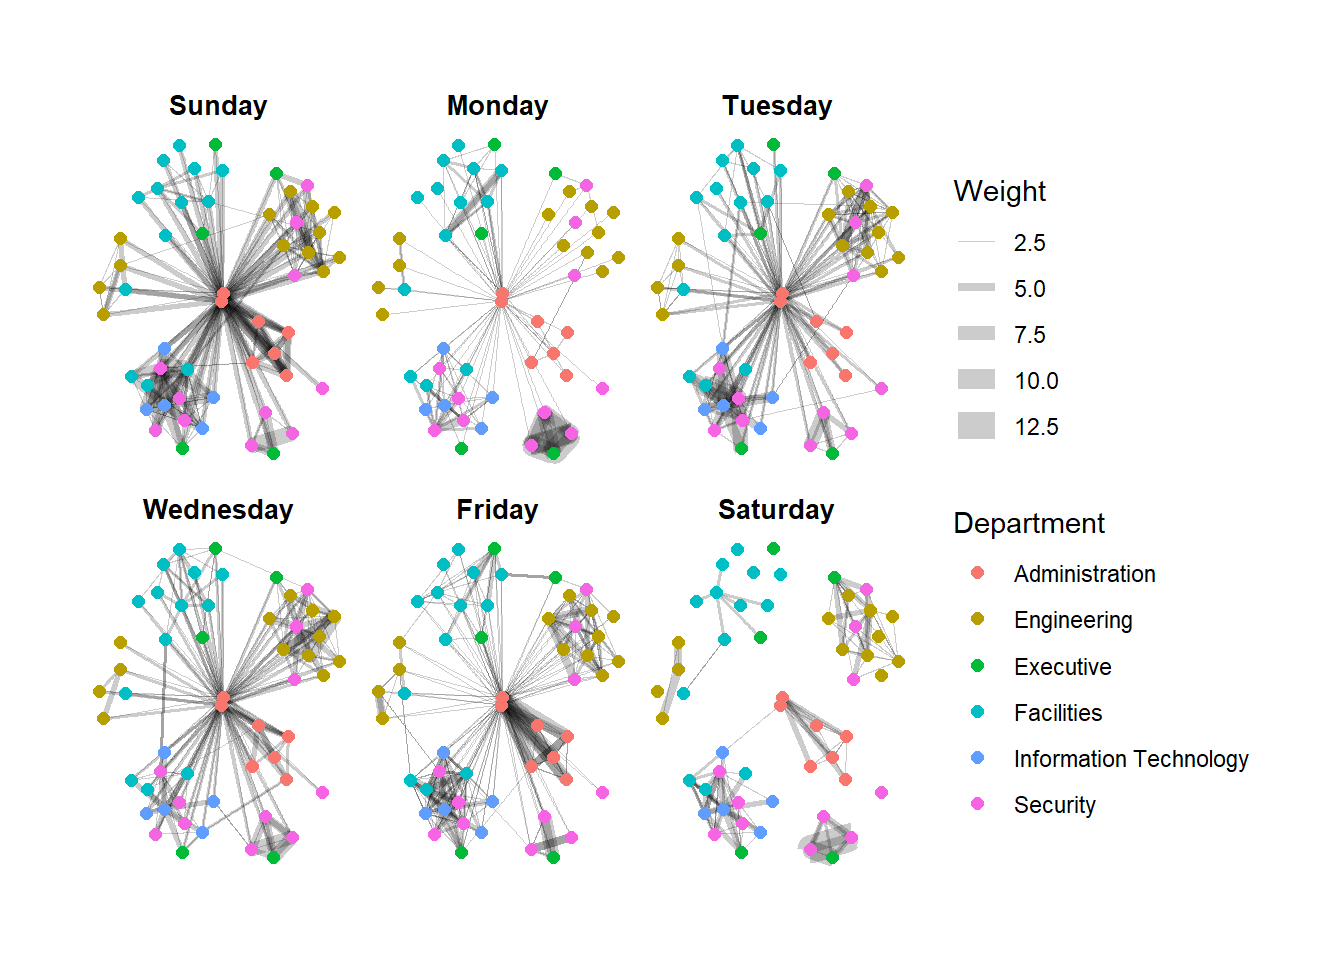 Sunday
Monday
Tuesday
Wednesday
Friday
Saturday
Weight
2.5
5.0
7.5
10.0
12.5
Department
Administration
Engineering
Executive
Facilities
Information Technology
Security